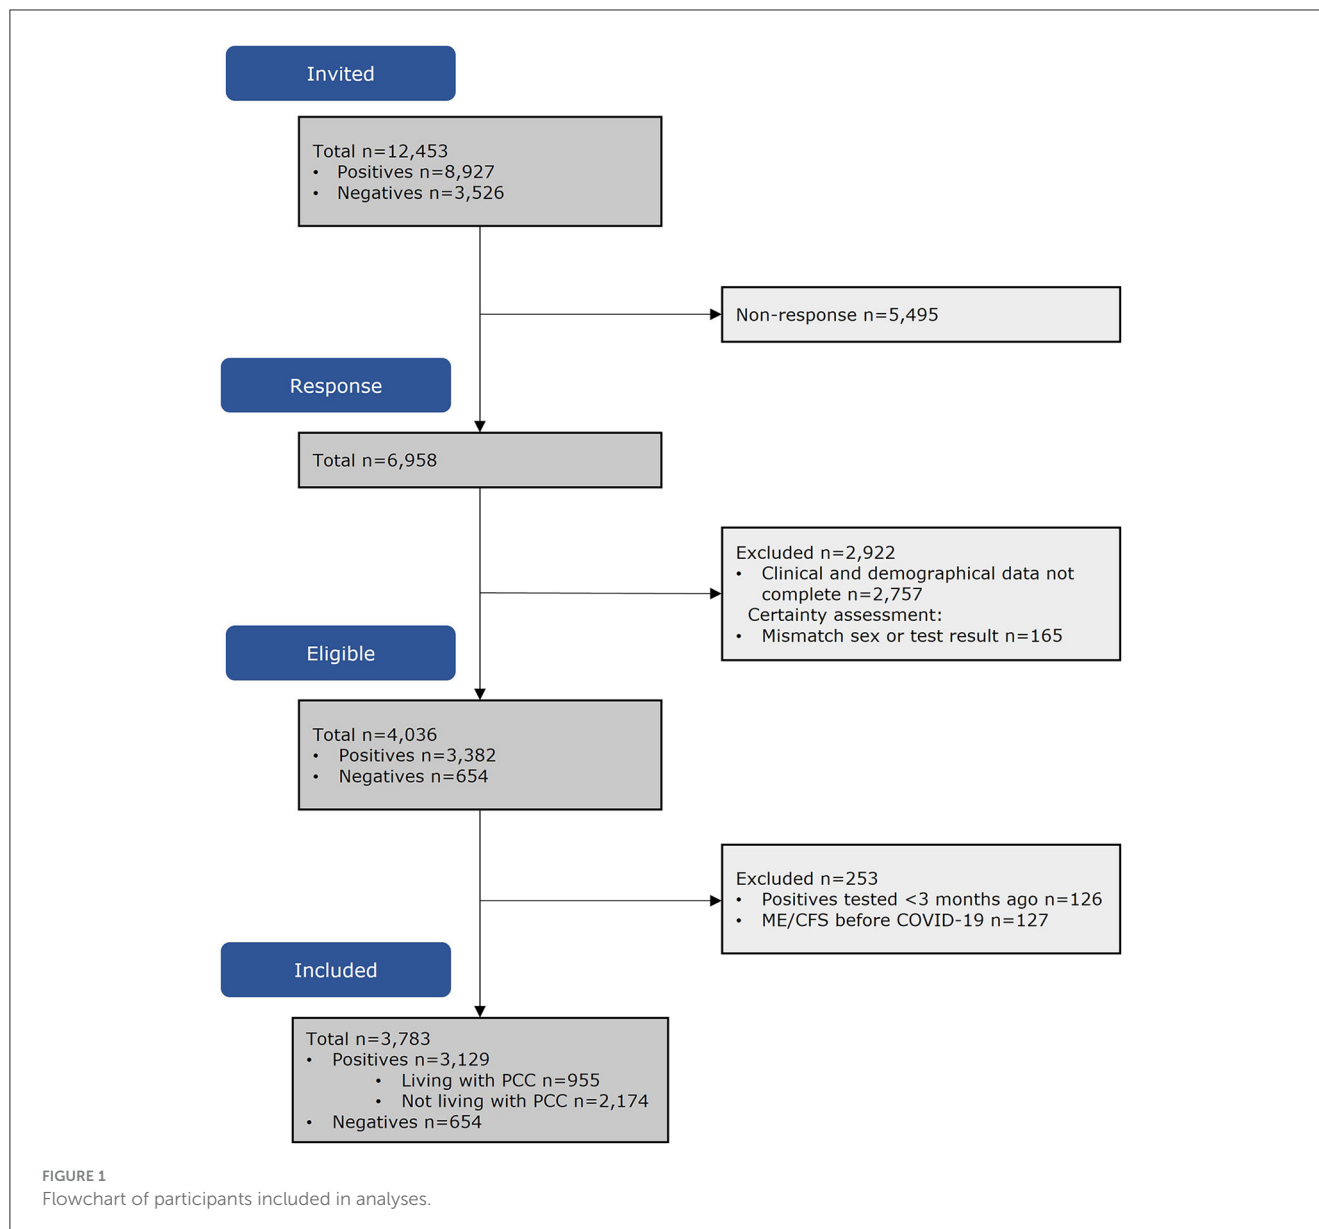 Invited
Total n=12,453
• Positives n=8,927
• Negatives n=3,526
Non-response n=5,495
Response
Total n=6,958
Excluded n=2,922
• Clinical and demographical data not
complete n=2,757
Certainty assessment:
• Mismatch sex or test result n=165
Eligible
Total n=4,036
• Positives n=3,382
• Negatives n=654
Excluded n=253
• Positives tested <3 months ago n=126
• ME/CFS before COVID-19 n=127
Included
Total n=3,783
• Positives n=3,129
• Living with PCC n=955
• Not living with PCC n=2,174
• Negatives n=654
FIGURE 1
Flowchart of participants included in analyses.